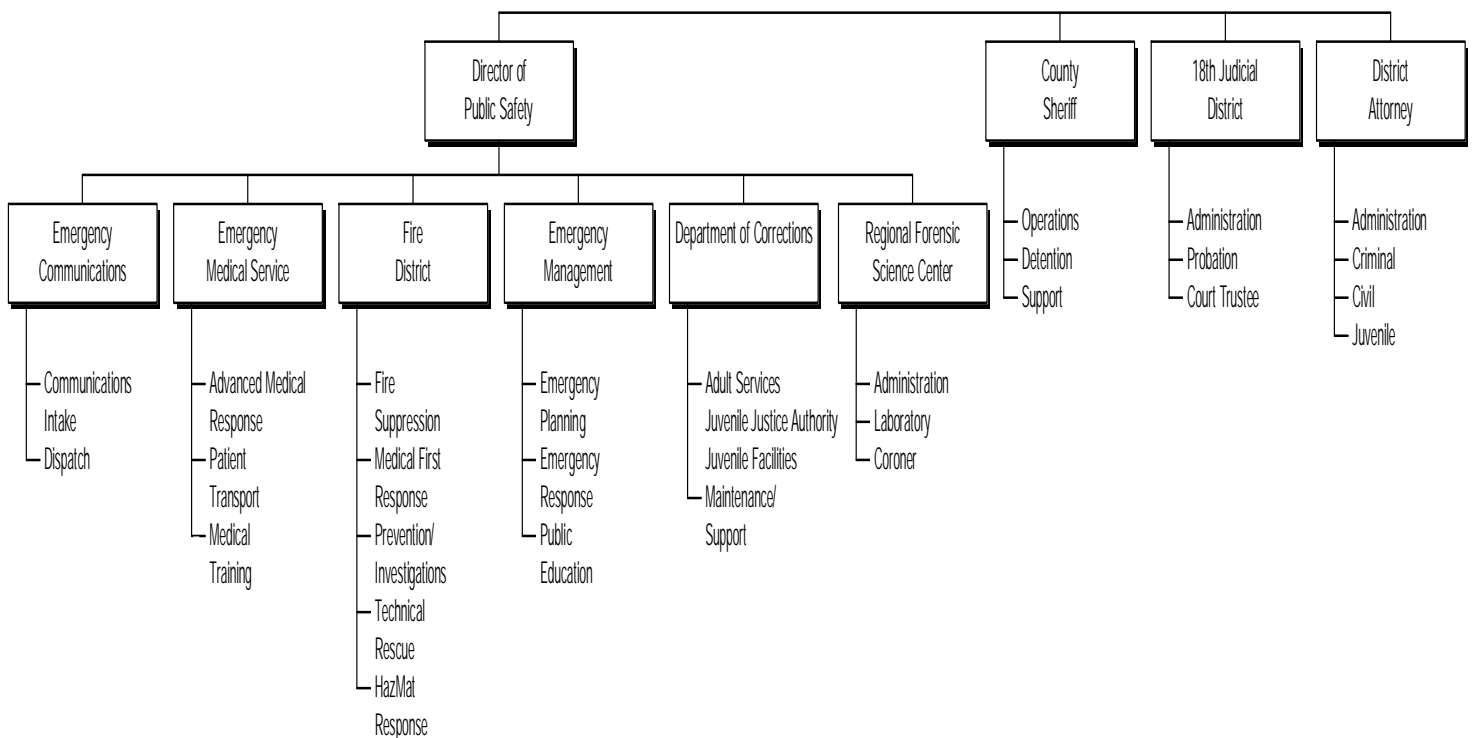 Director of
Public Safety
County
Sheriff
18th Judicial
District
District
Attorney
Operations
Detention
Support
Administration
Probation
Court Trustee
Administration
Criminal
Civil
Juvenile
Emergency
Communications
Emergency
Medical Service
Fire
District
Emergency
Management
Department of Corrections
Regional Forensic
Science Center
Communications
Intake
Dispatch
Advanced Medical
Response
Patient
Transport
Medical
Training
Fire
Suppression
Medical First
Response
Prevention/
Investigations
Technical
Rescue
HazMat
Response
Emergency
Planning
Emergency
Response
Public
Education
Adult Services
Juvenile Justice Authority
Juvenile Facilities
Maintenance/
Support
Administration
Laboratory
Coroner